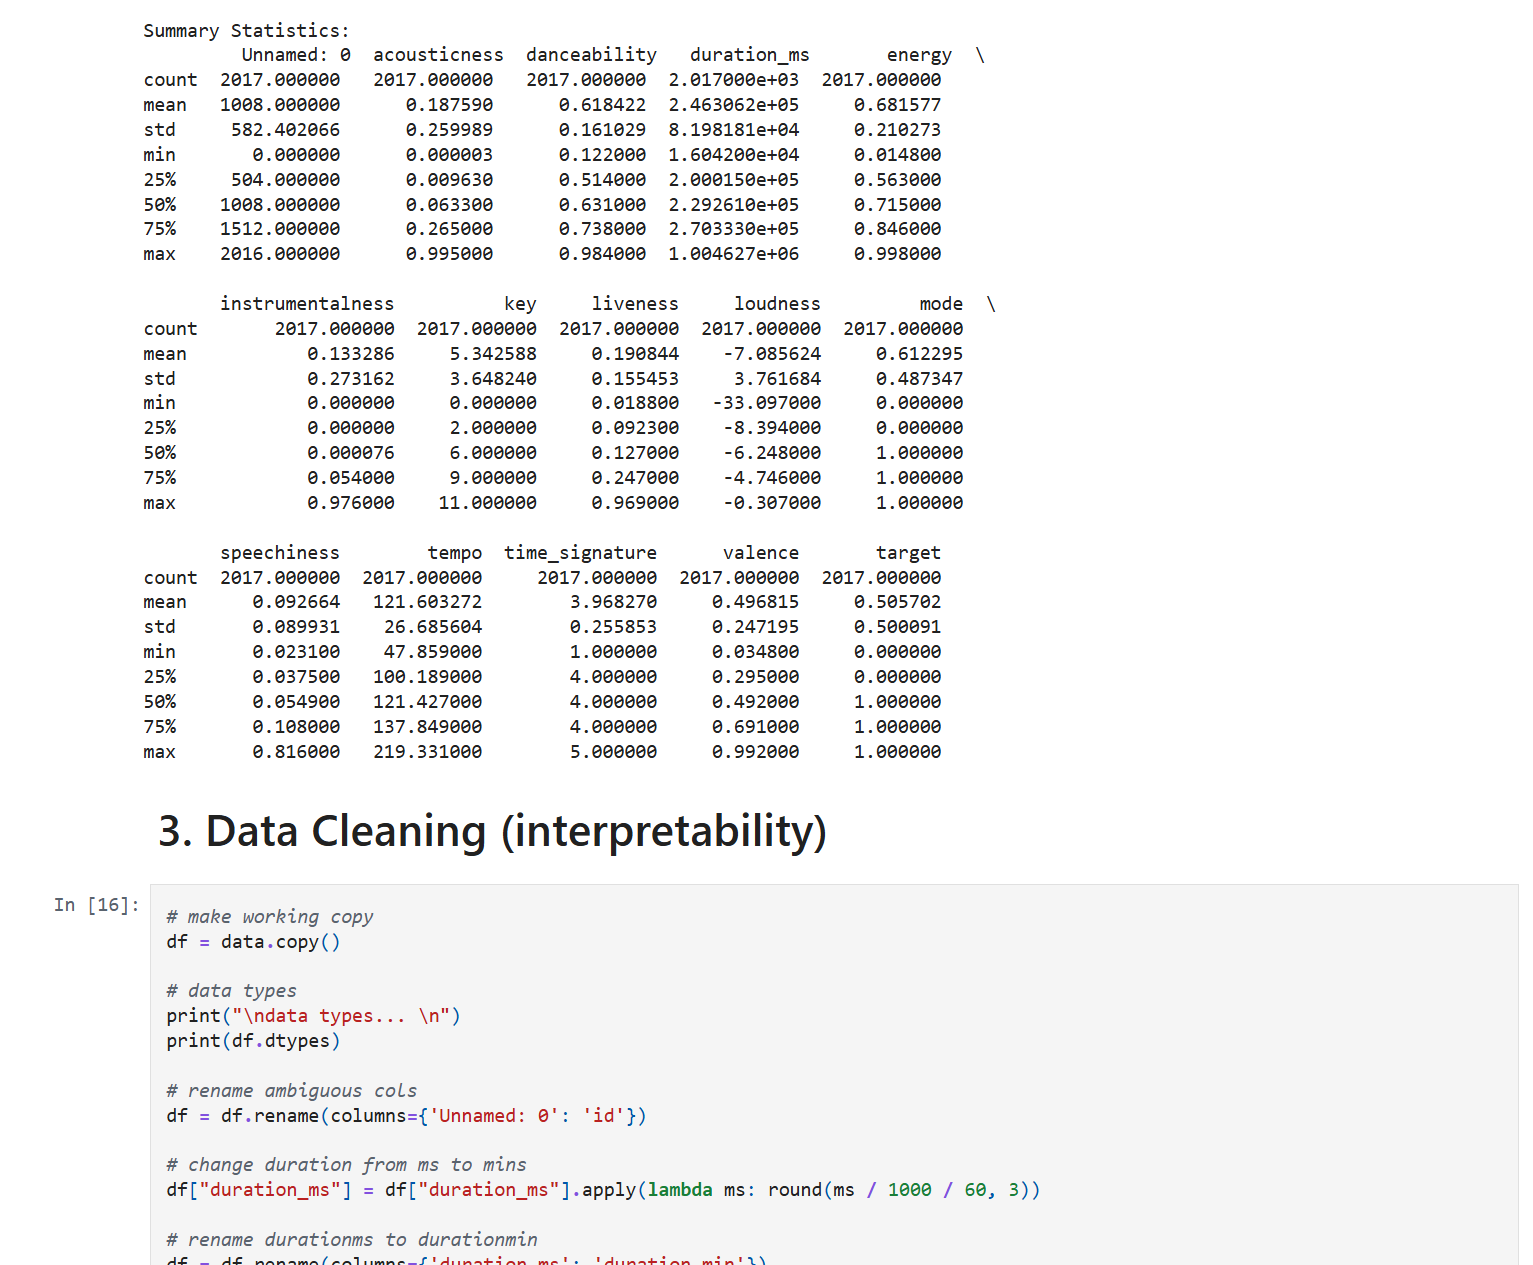 Summary Statistics:
Unnamed: 0 acousticness danceability duration_ms energy \
count 2017.000000 2017.000000 2017.000000 2.017000e+03 2017.000000
mean 1008.000000 0.187590 0.618422 2.463062e+05 0.681577
std 582.402066 0.259989 0.161029 8.198181e+04 0.210273
min 0.000000 0.000003 0.122000 1.604200e+04 0.014800
25% 504.000000 0.009630 0.514000 2.000150e+05 0.563000
50% 1008.000000 0.063300 0.631000 2.292610e+05 0.715000
75% 1512.000000 0.265000 0.738000 2.703330e+05 0.846000
max 2016.000000 0.995000 0.984000 1.004627e+06 0.998000
instrumentalness key liveness loudness mode \
count 2017.000000 2017.000000 2017.000000 2017.000000 2017.000000
mean 0.133286 5.342588 0.190844 -7.085624 0.612295
std 0.273162 3.648240 0.155453 3.761684 0.487347
min 0.000000 0.000000 0.018800 -33.097000 0.000000
25% 0.000000 2.000000 0.092300 -8.394000 0.000000
50% 0.000076 6.000000 0.127000 -6.248000 1.000000
75% 0.054000 9.000000 0.247000 -4.746000 1.000000
max 0.976000 11.000000 0.969000 -0.307000 1.000000
speechiness tempo time_signature valence target
count 2017.000000 2017.000000 2017.000000 2017.000000 2017.000000
mean 0.092664 121.603272 3.968270 0.496815 0.505702
std 0.089931 26.685604 0.255853 0.247195 0.500091
min 0.023100 47.859000 1.000000 0.034800 0.000000
25% 0.037500 100.189000 4.000000 0.295000 0.000000
50% 0.054900 121.427000 4.000000 0.492000 1.000000
75% 0.108000 137.849000 4.000000 0.691000 1.000000
max 0.816000 219.331000 5.000000 0.992000 1.000000
3. Data Cleaning (interpretability)
In [16]:
# make working copy
df = data.copy()
# data types
print("\ndata types... \n")
print(df.dtypes)
# rename ambiguous cols
df = df.rename(columns={'Unnamed: 0': 'id'})
# change duration from ms to mins
df["duration_ms"] = df["duration_ms"].apply(lambda ms: round(ms / 1000 / 60, 3))
# rename durationms to durationmin
df = df.rename(columns={'duration_ms': 'duration_min'})